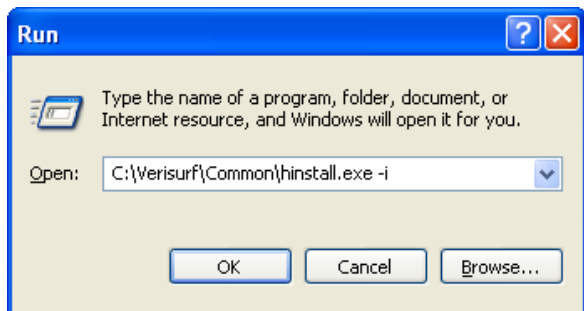 Run
Type the name of a program, folder, document, or
Internet resource, and Windows will open it for you.
Open: C:\Verisurf\Common\hinstall.exe -i
OK Cancel Browse...